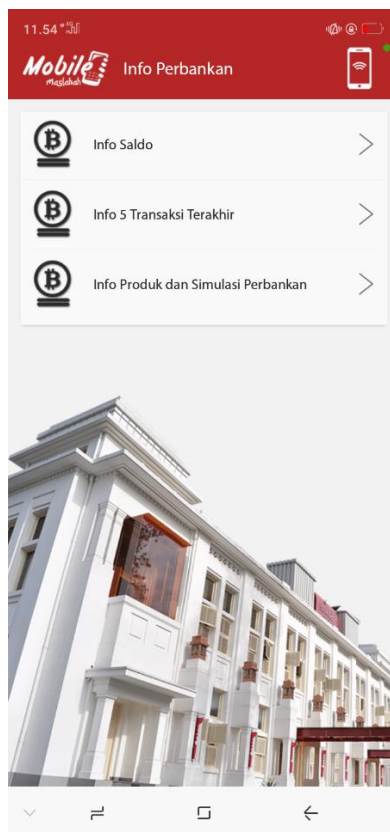 11.54
Mobile
maslahah
Info Perbankan
Info Saldo
Info 5 Transaksi Terakhir
Info Produk dan Simulasi Perbankan